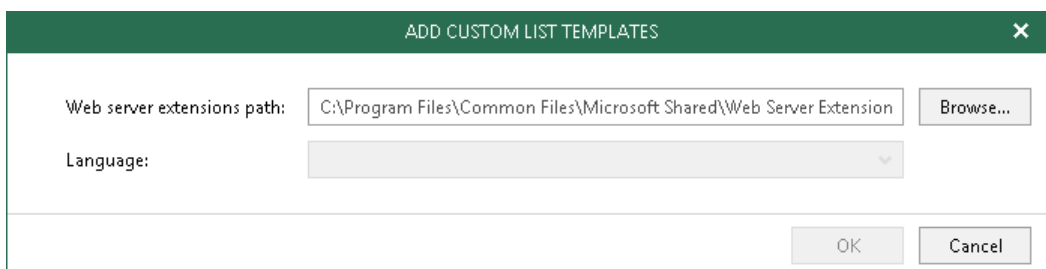 ADD CUSTOM LIST TEMPLATES
Web server extensions path: C:\Program Files\Common Files\Microsoft Shared\Web Server Extension Browse...
Language:
OK Cancel